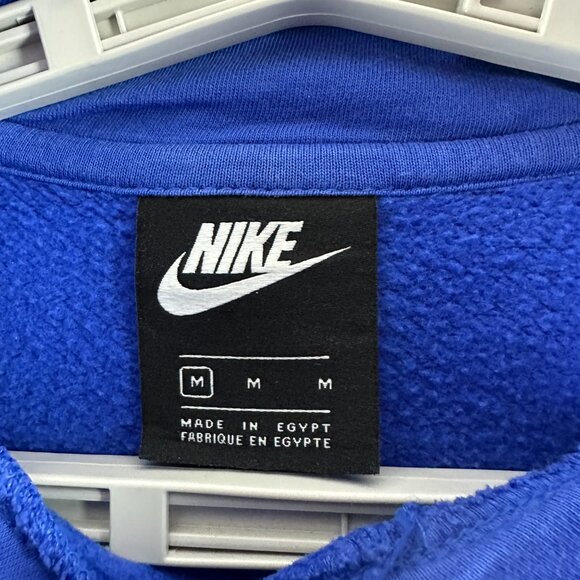 NIKE
M M M
MADE IN EGYPT
FABRIQUE EN EGYPTE